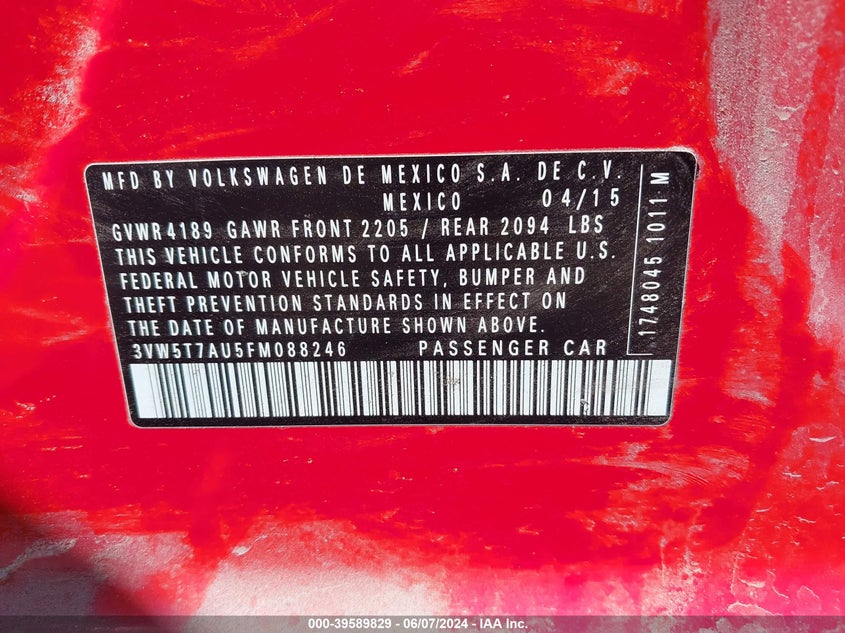 MFD BY VOLKSWAGEN DE MEXICO S.A. DE C.V.
MEXICO 04/15
GVWR 4189 GAWR FRONT 2205 / REAR 2094 LBS
THIS VEHICLE CONFORMS TO ALL APPLICABLE U.S.
FEDERAL MOTOR VEHICLE SAFETY, BUMPER AND
THEFT PREVENTION STANDARDS IN EFFECT ON
THE DATE OF MANUFACTURE SHOWN ABOVE.
3VW5T7AU5FM088246 PASSENGER CAR
1748045 1011 M
000-39589829 - 06/07/2024 - IAA Inc.